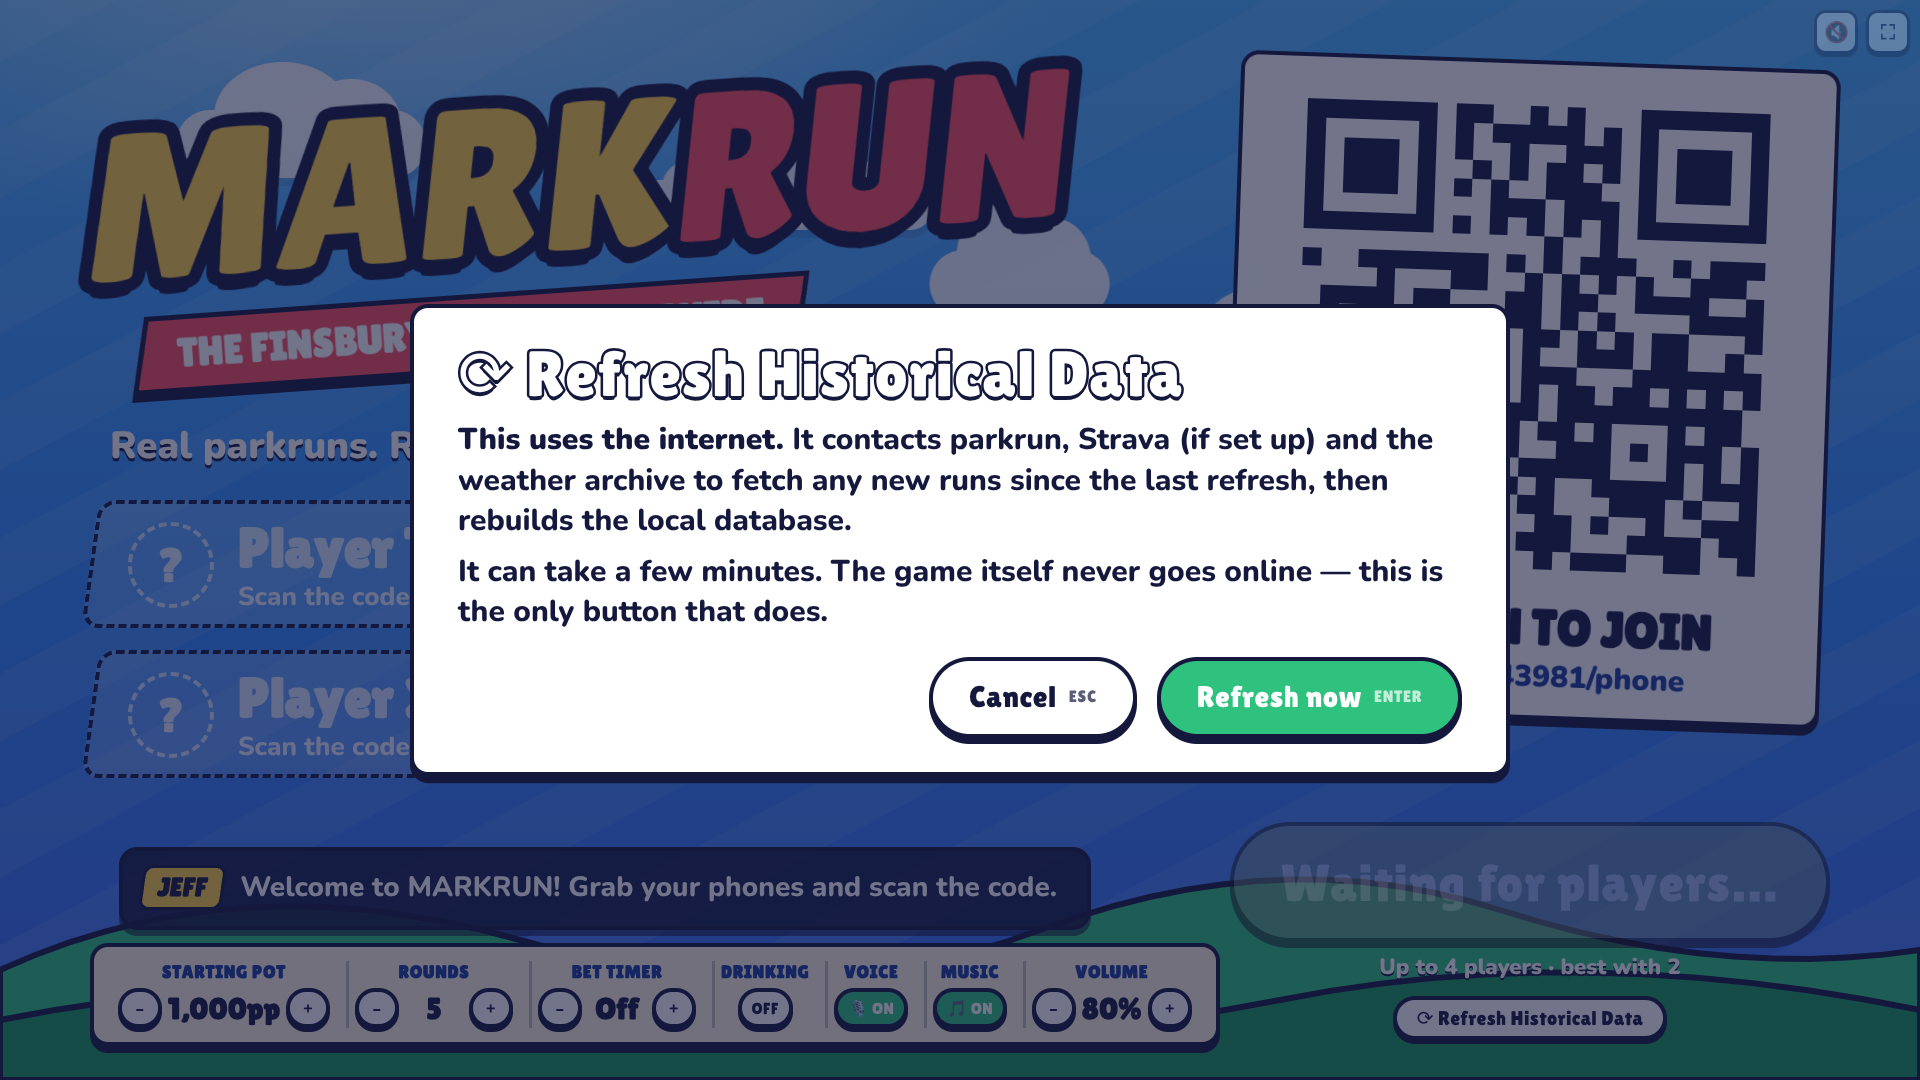 MARKRUN
THE FINSBURY
Real parkruns.
Player
Scan the code
Player
Scan the code
⟳ Refresh Historical Data
This uses the internet. It contacts parkrun, Strava (if set up) and the
weather archive to fetch any new runs since the last refresh, then
rebuilds the local database.
It can take a few minutes. The game itself never goes online — this is
the only button that does.
Cancel ESC
Refresh now ENTER
TO JOIN
43981/phone
JEFF Welcome to MARKRUN! Grab your phones and scan the code.
Waiting for players...
Up to 4 players · best with 2
⟳ Refresh Historical Data
STARTING POT
- 1,000pp +
ROUNDS
- 5 +
BET TIMER
- Off +
DRINKING
OFF
VOICE
🎙️ ON
MUSIC
🎵 ON
VOLUME
- 80% +